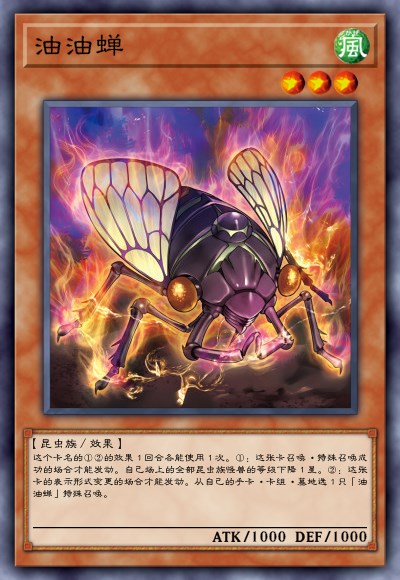 油油蝉
風
【昆虫族／效果】
这个卡名的①②的效果1回合各能使用1次。①：这张卡召唤·特殊召唤成
功的场合才能发动。自己场上的全部昆虫族怪兽的等级下降1星。②：这张
卡的表示形式变更的场合才能发动。从自己的手卡·卡组·墓地选1只「油
油蝉」特殊召唤。
ATK/1000 DEF/1000